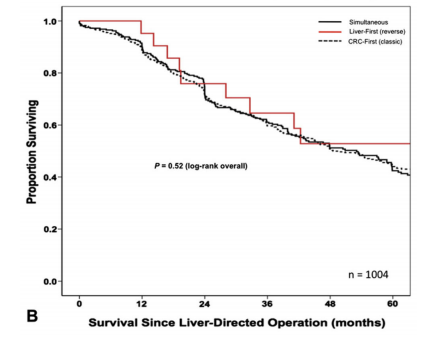 1.0
0.8
0.6
0.4
0.2
0.0
Proportion Surviving
Simultaneous
Liver-First (reverse)
CRC-First (classic)
P = 0.52 (log-rank overall)
n = 1004
0 12 24 36 48 60
B
Survival Since Liver-Directed Operation (months)